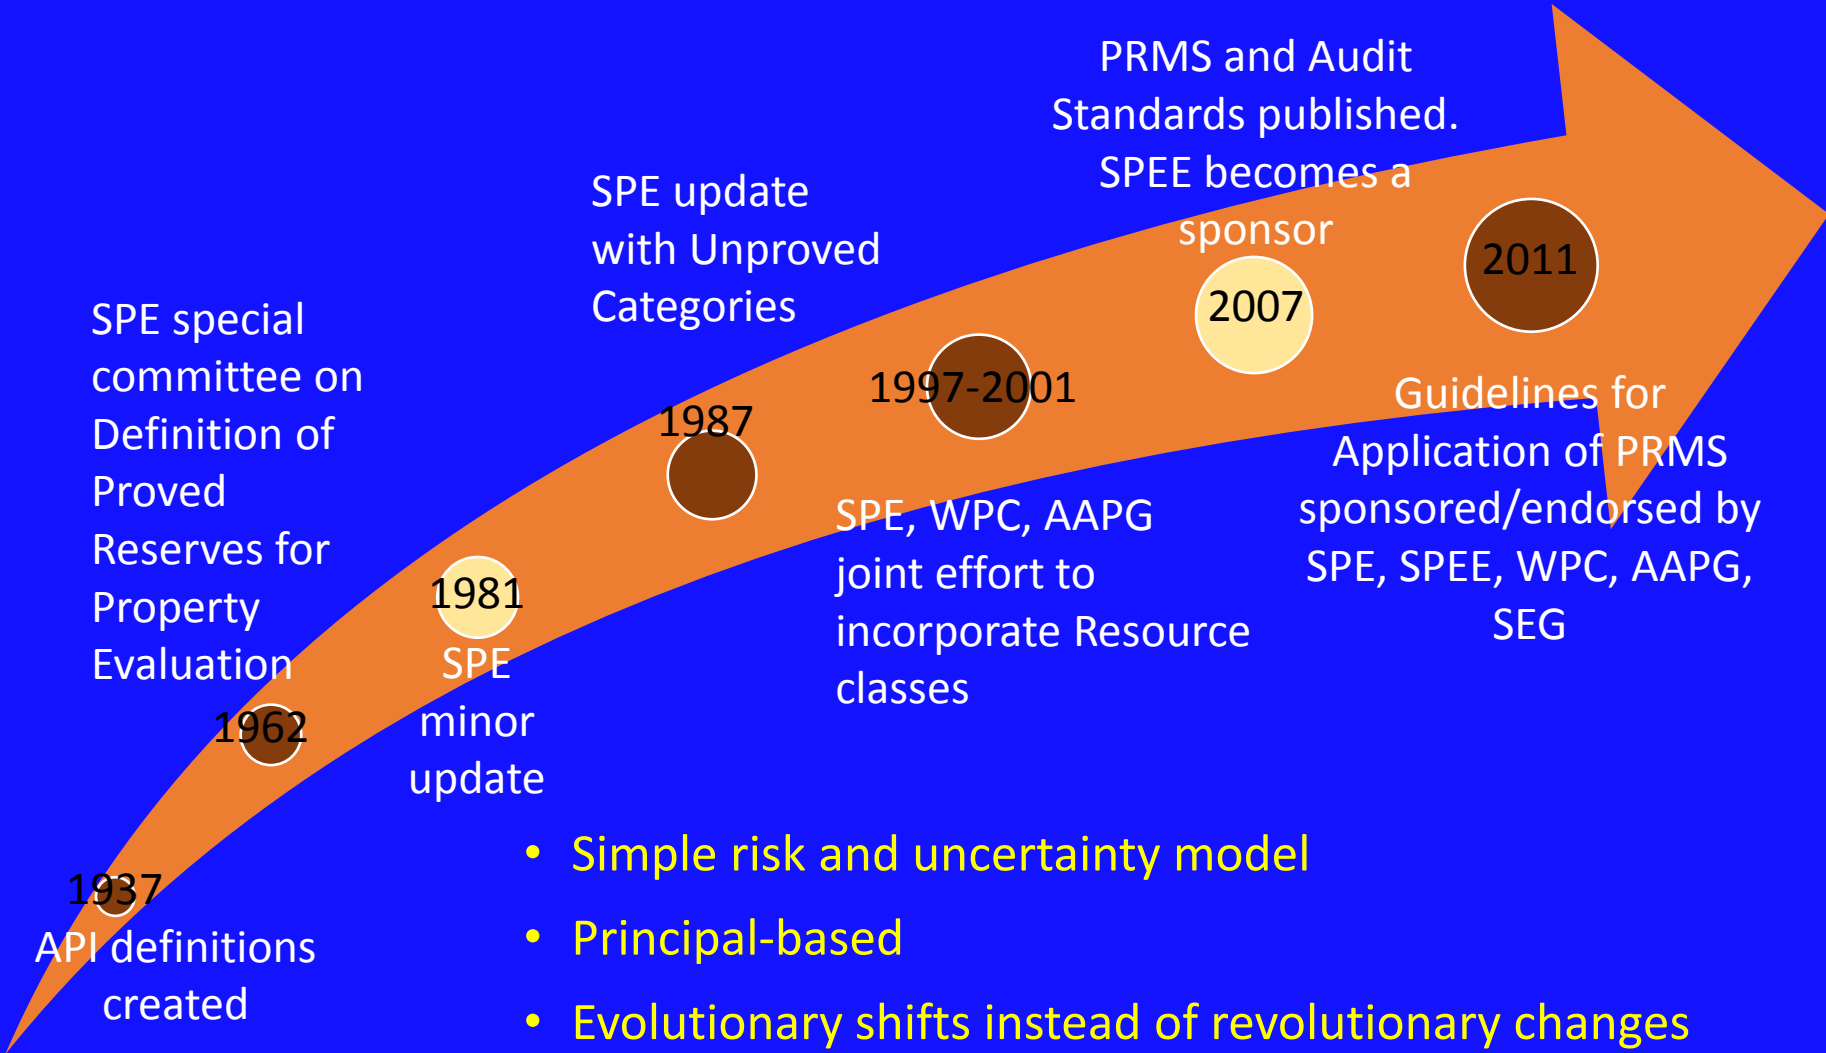 1937
API definitions
created
SPE special
committee on
Definition of
Proved
Reserves for
Property
Evaluation
1962
1981
SPE
minor
update
SPE update
with Unproved
Categories
1987
1997-2001
SPE, WPC, AAPG
joint effort to
incorporate Resource
classes
PRMS and Audit
Standards published.
SPEE becomes a
sponsor
2007
2011
Guidelines for
Application of PRMS
sponsored/endorsed by
SPE, SPEE, WPC, AAPG,
SEG
• Simple risk and uncertainty model
• Principal-based
• Evolutionary shifts instead of revolutionary changes